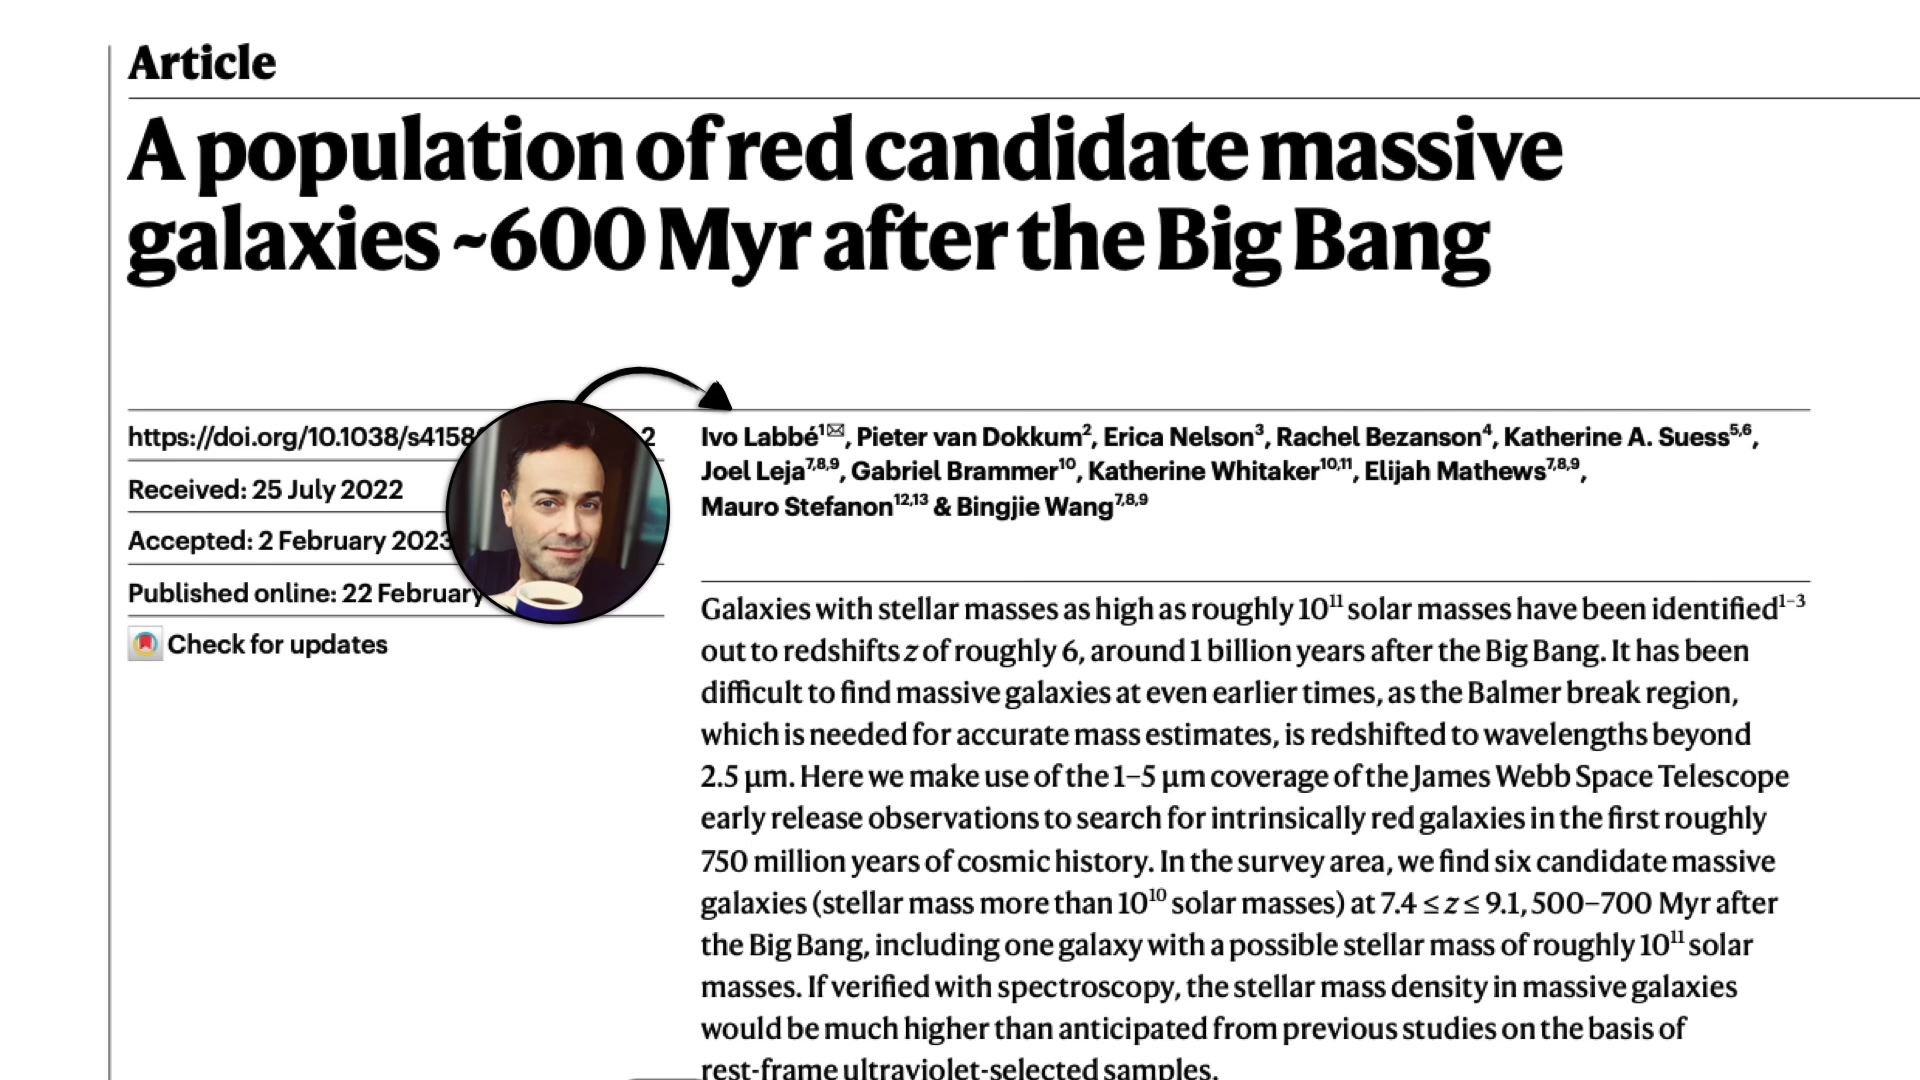 Article
A population of red candidate massive
galaxies ~600 Myr after the Big Bang
https://doi.org/10.1038/s4158 2
Received: 25 July 2022
Accepted: 2 February 2023
Published online: 22 February
Check for updates
Ivo Labbé¹✉, Pieter van Dokkum², Erica Nelson³, Rachel Bezanson⁴, Katherine A. Suess⁵,⁶,
Joel Leja⁷,⁸,⁹, Gabriel Brammer¹⁰, Katherine Whitaker¹⁰,¹¹, Elijah Mathews⁷,⁸,⁹,
Mauro Stefanon¹²,¹³ & Bingjie Wang⁷,⁸,⁹
Galaxies with stellar masses as high as roughly 10¹¹ solar masses have been identified¹⁻³
out to redshifts z of roughly 6, around 1 billion years after the Big Bang. It has been
difficult to find massive galaxies at even earlier times, as the Balmer break region,
which is needed for accurate mass estimates, is redshifted to wavelengths beyond
2.5 μm. Here we make use of the 1–5 μm coverage of the James Webb Space Telescope
early release observations to search for intrinsically red galaxies in the first roughly
750 million years of cosmic history. In the survey area, we find six candidate massive
galaxies (stellar mass more than 10¹⁰ solar masses) at 7.4 ≤ z ≤ 9.1, 500–700 Myr after
the Big Bang, including one galaxy with a possible stellar mass of roughly 10¹¹ solar
masses. If verified with spectroscopy, the stellar mass density in massive galaxies
would be much higher than anticipated from previous studies on the basis of
rest-frame ultraviolet-selected samples.